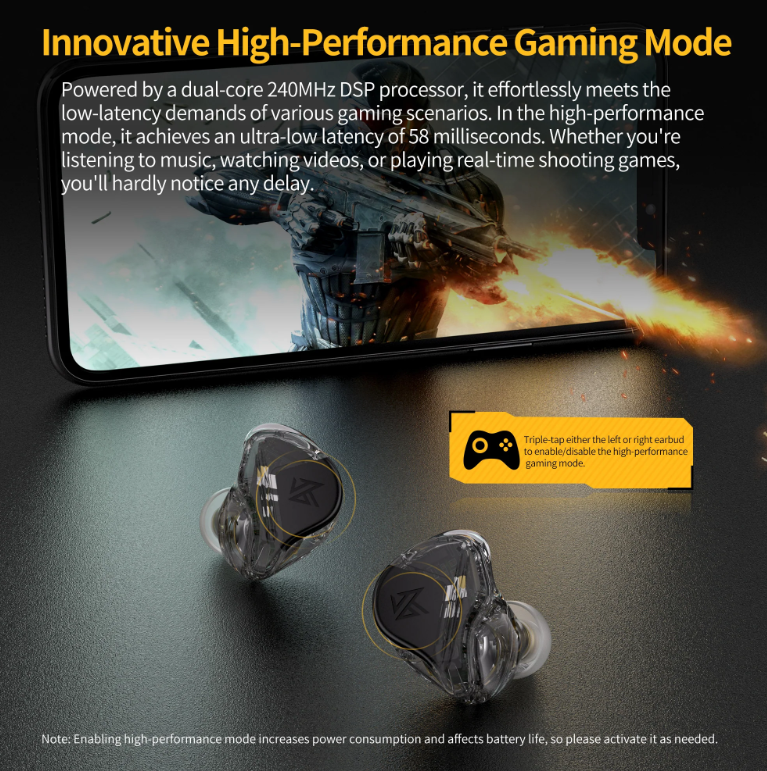 Innovative High-Performance Gaming Mode
Powered by a dual-core 240MHz DSP processor, it effortlessly meets the
low-latency demands of various gaming scenarios. In the high-performance
mode, it achieves an ultra-low latency of 58 milliseconds. Whether you're
listening to music, watching videos, or playing real-time shooting games,
you'll hardly notice any delay.
Triple-tap either the left or right earbud
to enable/disable the high-performance
gaming mode.
KZ
KZ
Note: Enabling high-performance mode increases power consumption and affects battery life, so please activate it as needed.